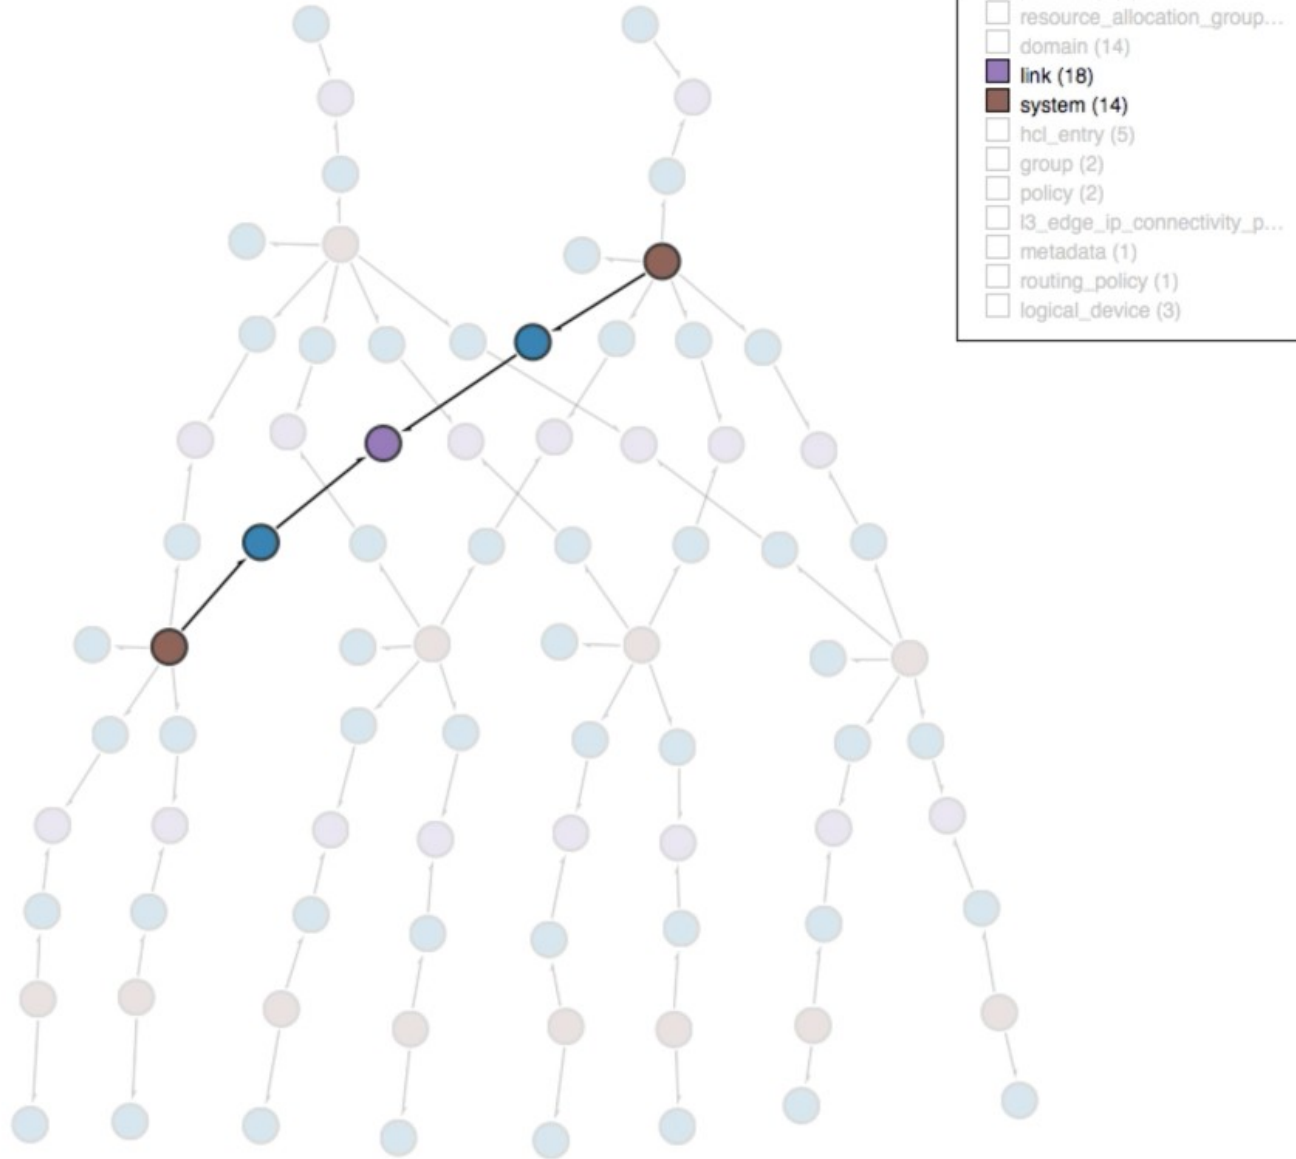 resource_allocation_group...
domain (14)
link (18)
system (14)
hcl_entry (5)
group (2)
policy (2)
l3_edge_ip_connectivity_p...
metadata (1)
routing_policy (1)
logical_device (3)